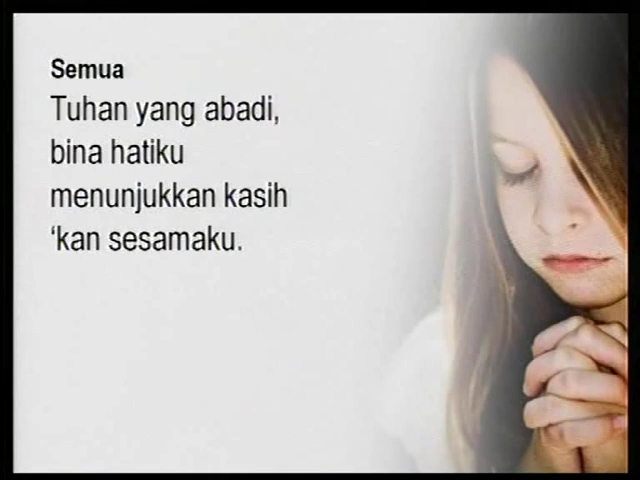 Semua
Tuhan yang abadi,
bina hatiku
menunjukkan kasih
‘kan sesamaku.